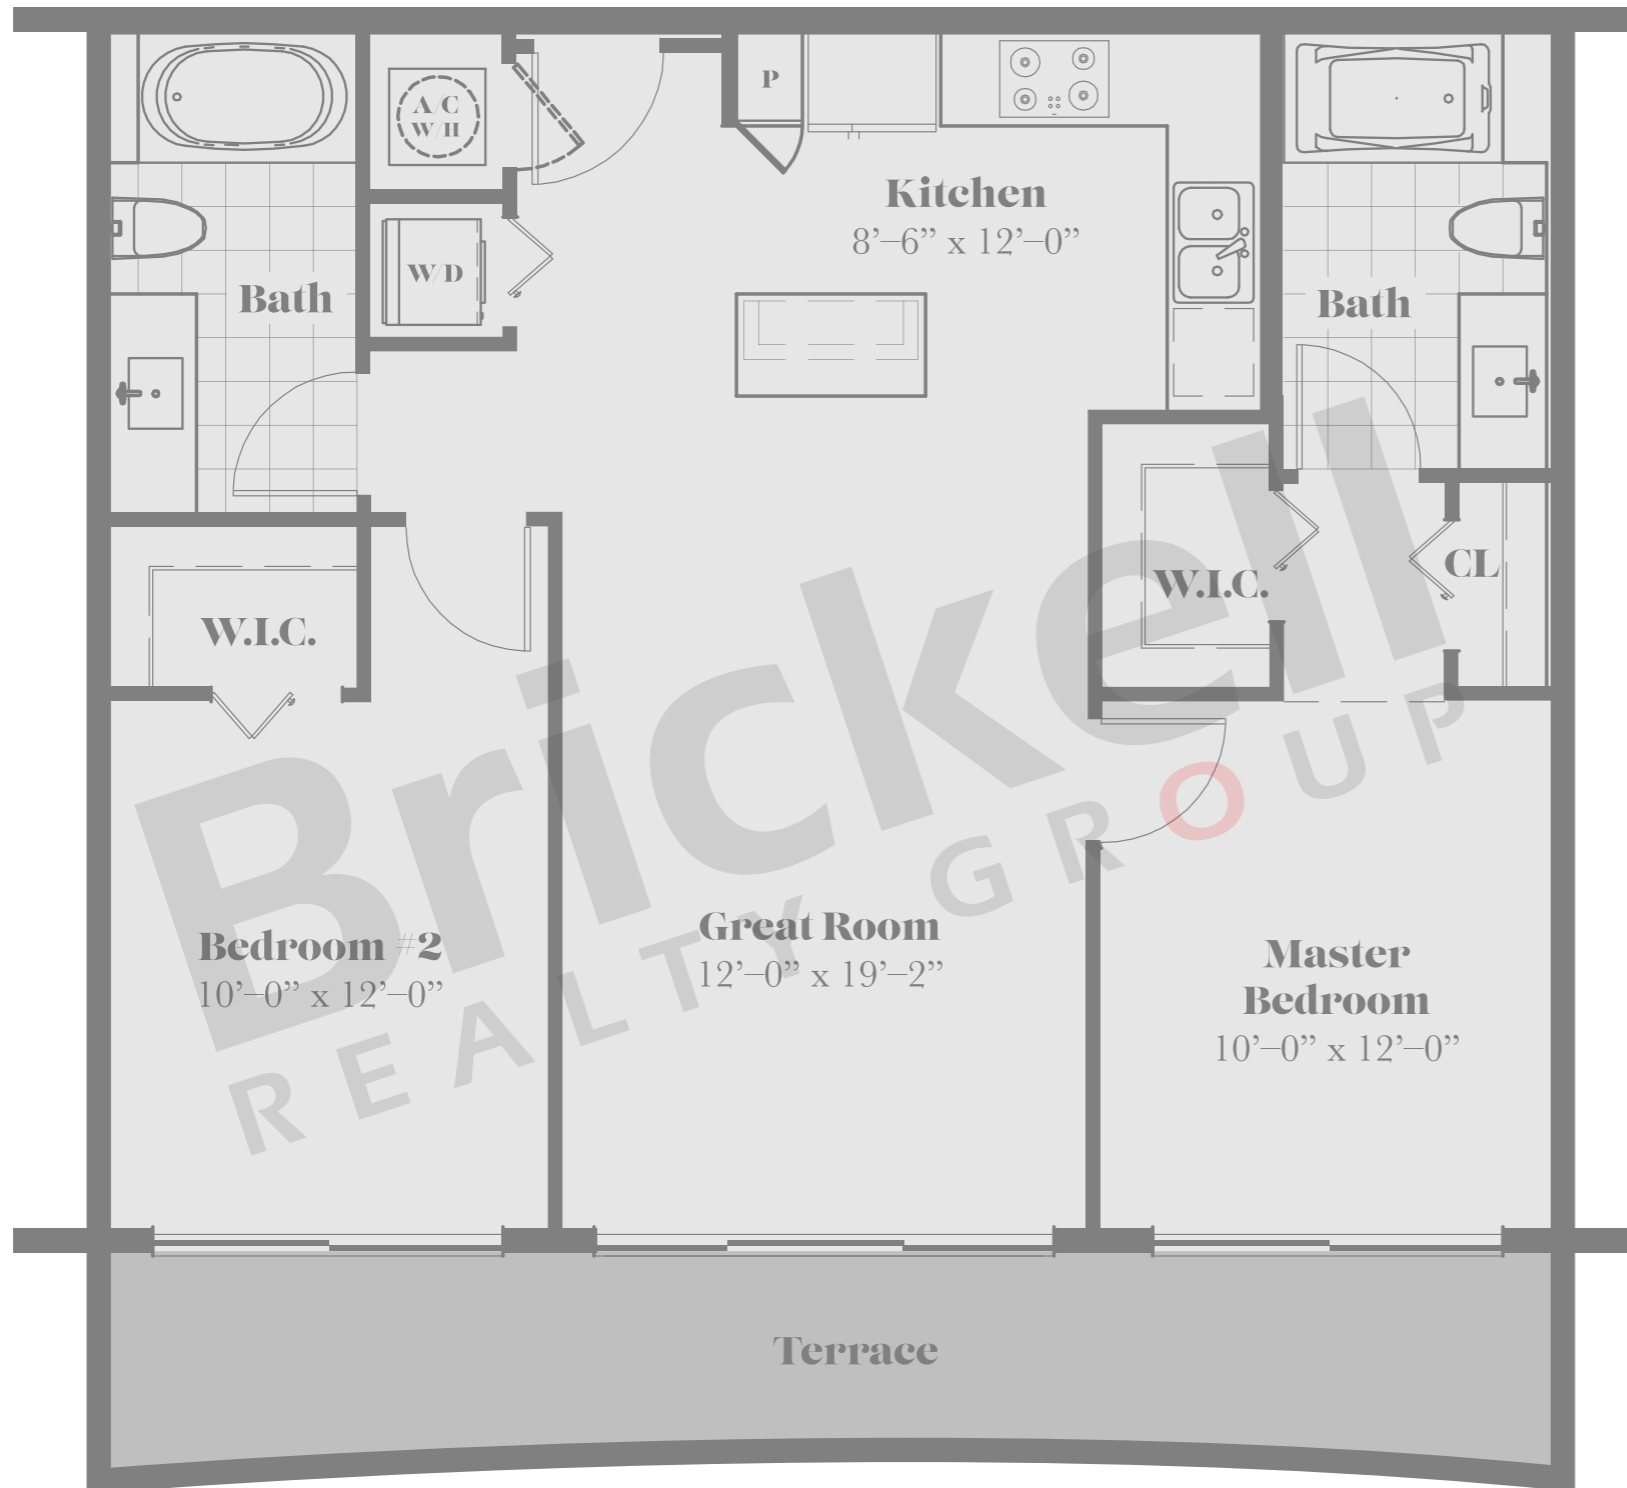 P
A/C
W/H
Kitchen
8’–6” x 12’–0”
W/D
Bath
Bath
CL
W.I.C.
W.I.C.
Brickell
REALTY GROUP
Great Room
12’–0” x 19’–2”
Bedroom #2
10’–0” x 12’–0”
Master
Bedroom
10’–0” x 12’–0”
Terrace